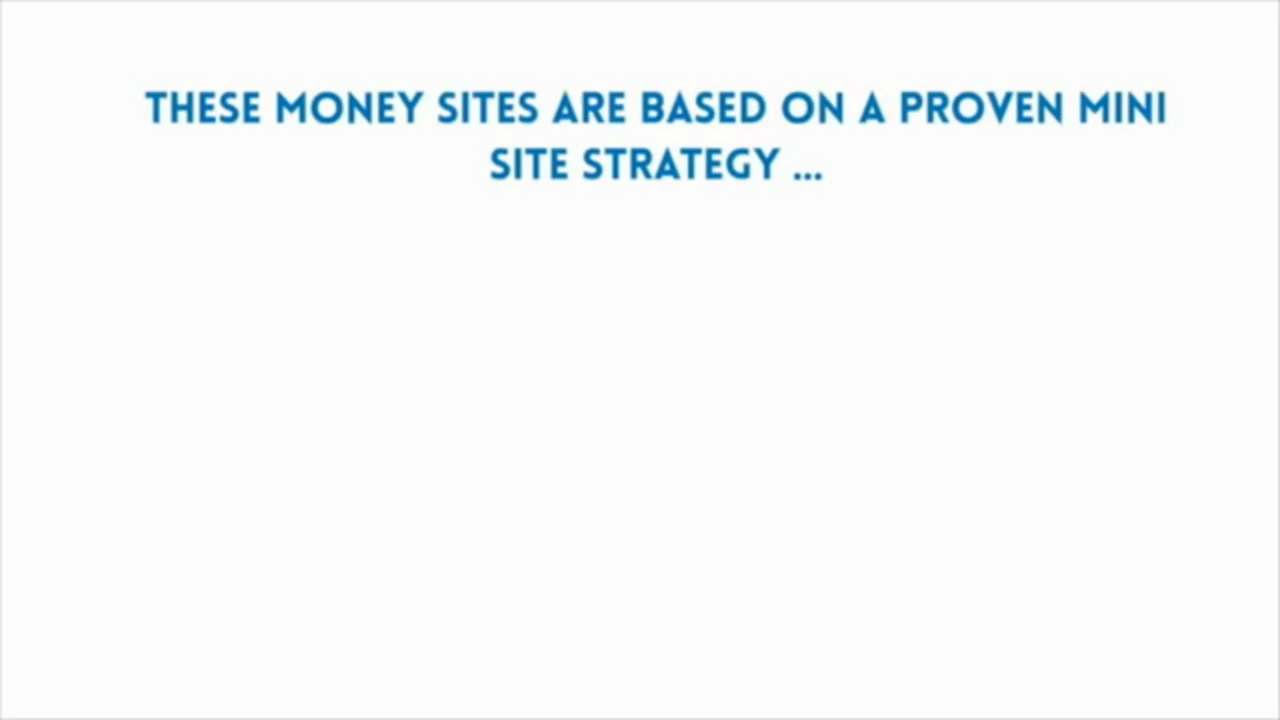 THESE MONEY SITES ARE BASED ON A PROVEN MINI
SITE STRATEGY ...